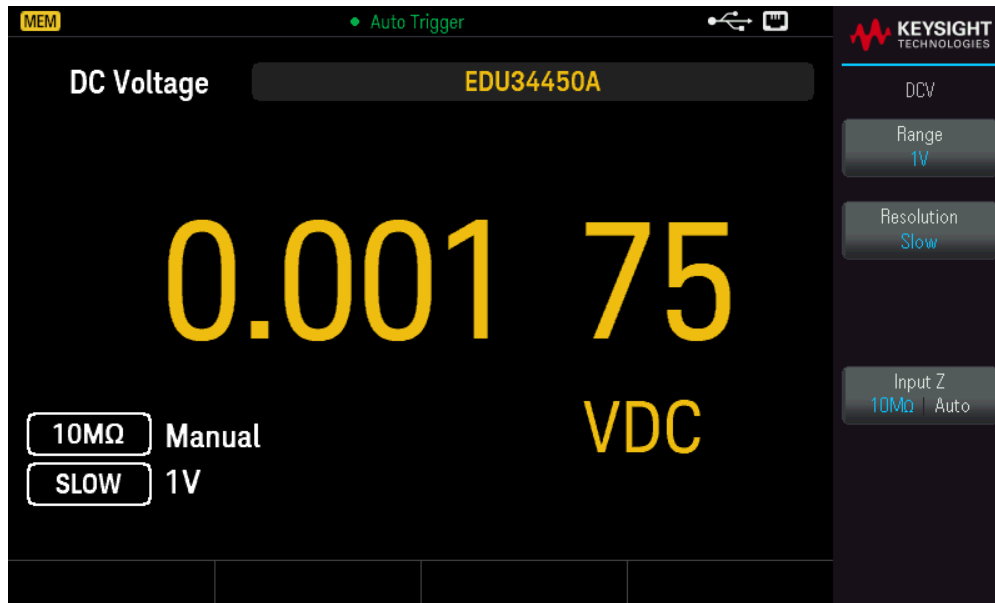 MEM
Auto Trigger
KEYSIGHT
TECHNOLOGIES
DC Voltage
EDU34450A
DCV
Range
1V
Resolution
Slow
0.001 75
VDC
Input Z
10MΩ | Auto
10MΩ Manual
SLOW 1V